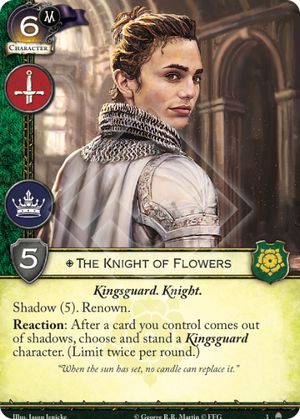 6
CHARACTER
5
THE KNIGHT OF FLOWERS
Kingsguard. Knight.
Shadow (5). Renown.
Reaction: After a card you control comes out
of shadows, choose and stand a Kingsguard
character. (Limit twice per round.)
"When the sun has set, no candle can replace it."
Illus. Jason Jenicke © George R.R. Martin © FFG 3